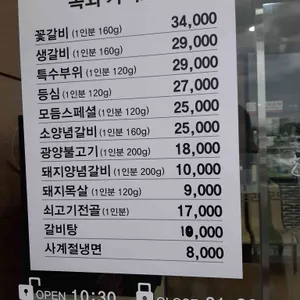 꽃갈비 (1인분 160g) 34,000
생갈비 (1인분 160g) 29,000
특수부위 (1인분 120g) 29,000
등심 (1인분 120g) 27,000
모듬스페셜 (1인분 120g) 25,000
소양념갈비 (1인분 160g) 25,000
광양불고기 (1인분 200g) 18,000
돼지양념갈비 (1인분 200g) 10,000
돼지목살 (1인분 120g) 9,000
쇠고기전골 (1인분) 17,000
갈비탕 10,000
사계절냉면 8,000
OPEN 10:30